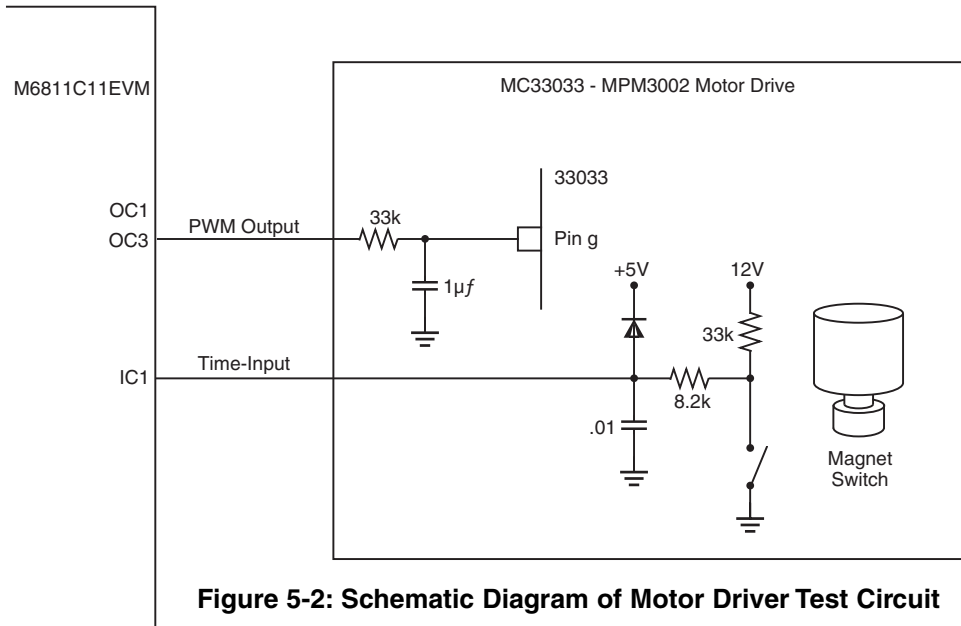 M6811C11EVM
MC33033 - MPM3002 Motor Drive
33033
OC1
OC3
PWM Output
33k
Pin g
1µƒ
+5V
12V
33k
IC1
Time-Input
8.2k
.01
Magnet
Switch
Figure 5-2: Schematic Diagram of Motor Driver Test Circuit